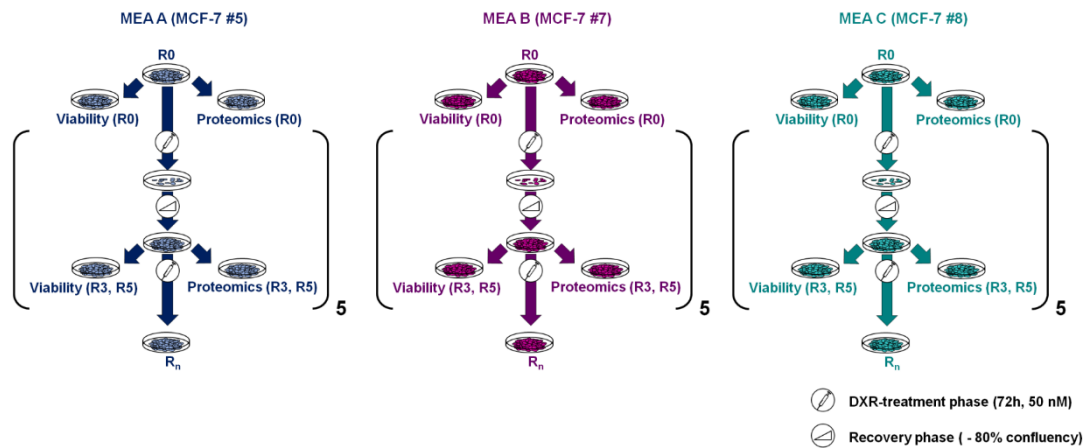 MEA A (MCF-7 #5)
R0
Viability (R0)
Proteomics (R0)
Viability (R3, R5)
Proteomics (R3, R5)
5
Rn
MEA B (MCF-7 #7)
R0
Viability (R0)
Proteomics (R0)
Viability (R3, R5)
Proteomics (R3, R5)
5
Rn
MEA C (MCF-7 #8)
R0
Viability (R0)
Proteomics (R0)
Viability (R3, R5)
Proteomics (R3, R5)
5
Rn
DXR-treatment phase (72h, 50 nM)
Recovery phase ( - 80% confluency)